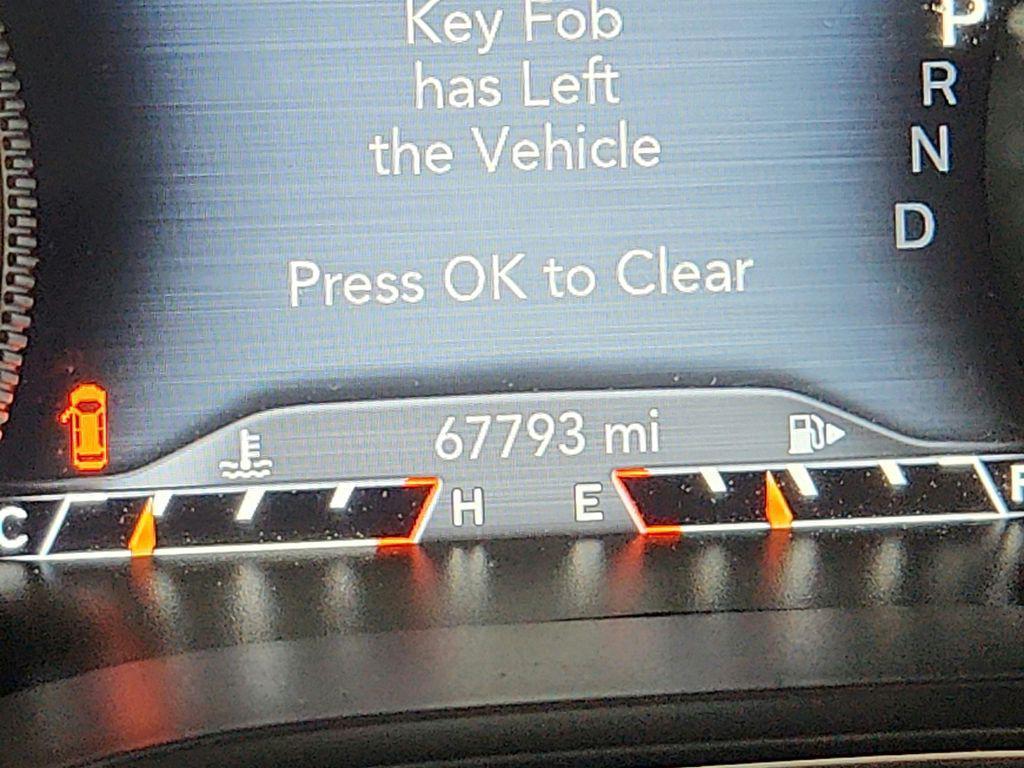 Key Fob
has Left
the Vehicle
Press OK to Clear
P
R
N
D
67793 mi
C
H
E
F